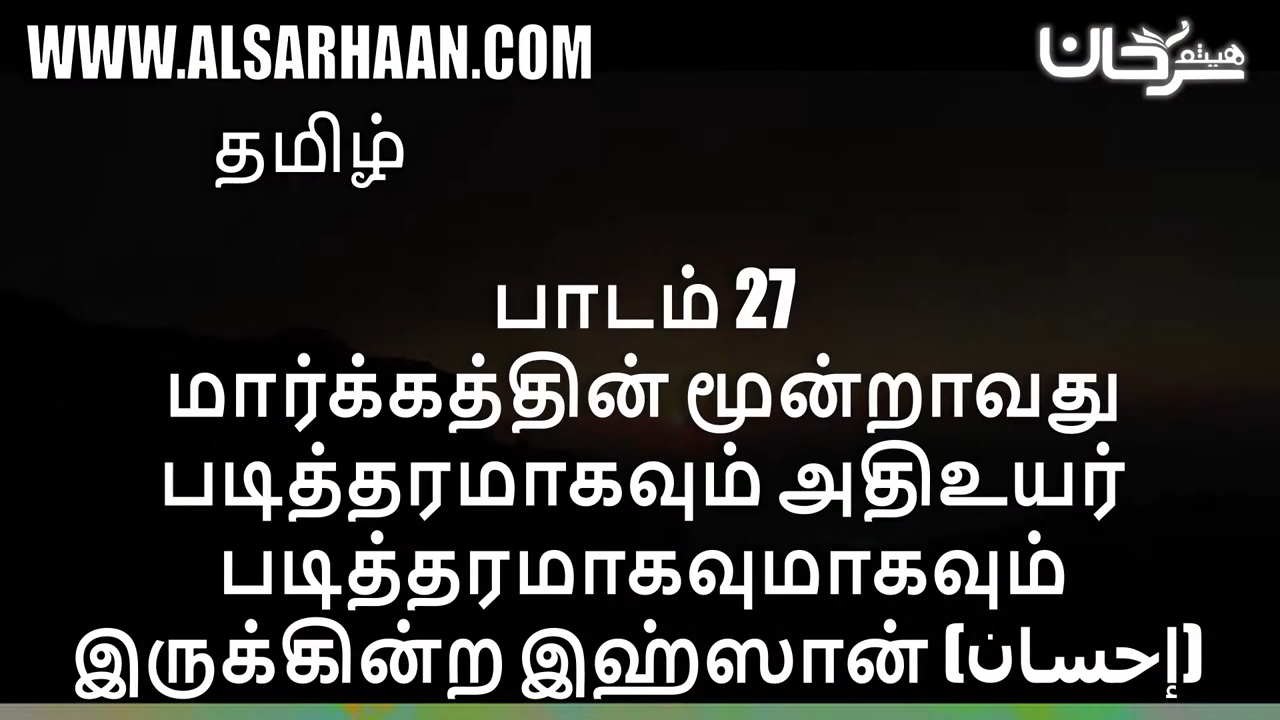 WWW.ALSARHAAN.COM
هيثم سرحان
தமிழ்
பாடம் 27
மார்க்கத்தின் மூன்றாவது
படித்தரமாகவும் அதிஉயர்
படித்தரமாகவுமாகவும்
இருக்கின்ற இஹ்ஸான் (إحسان)